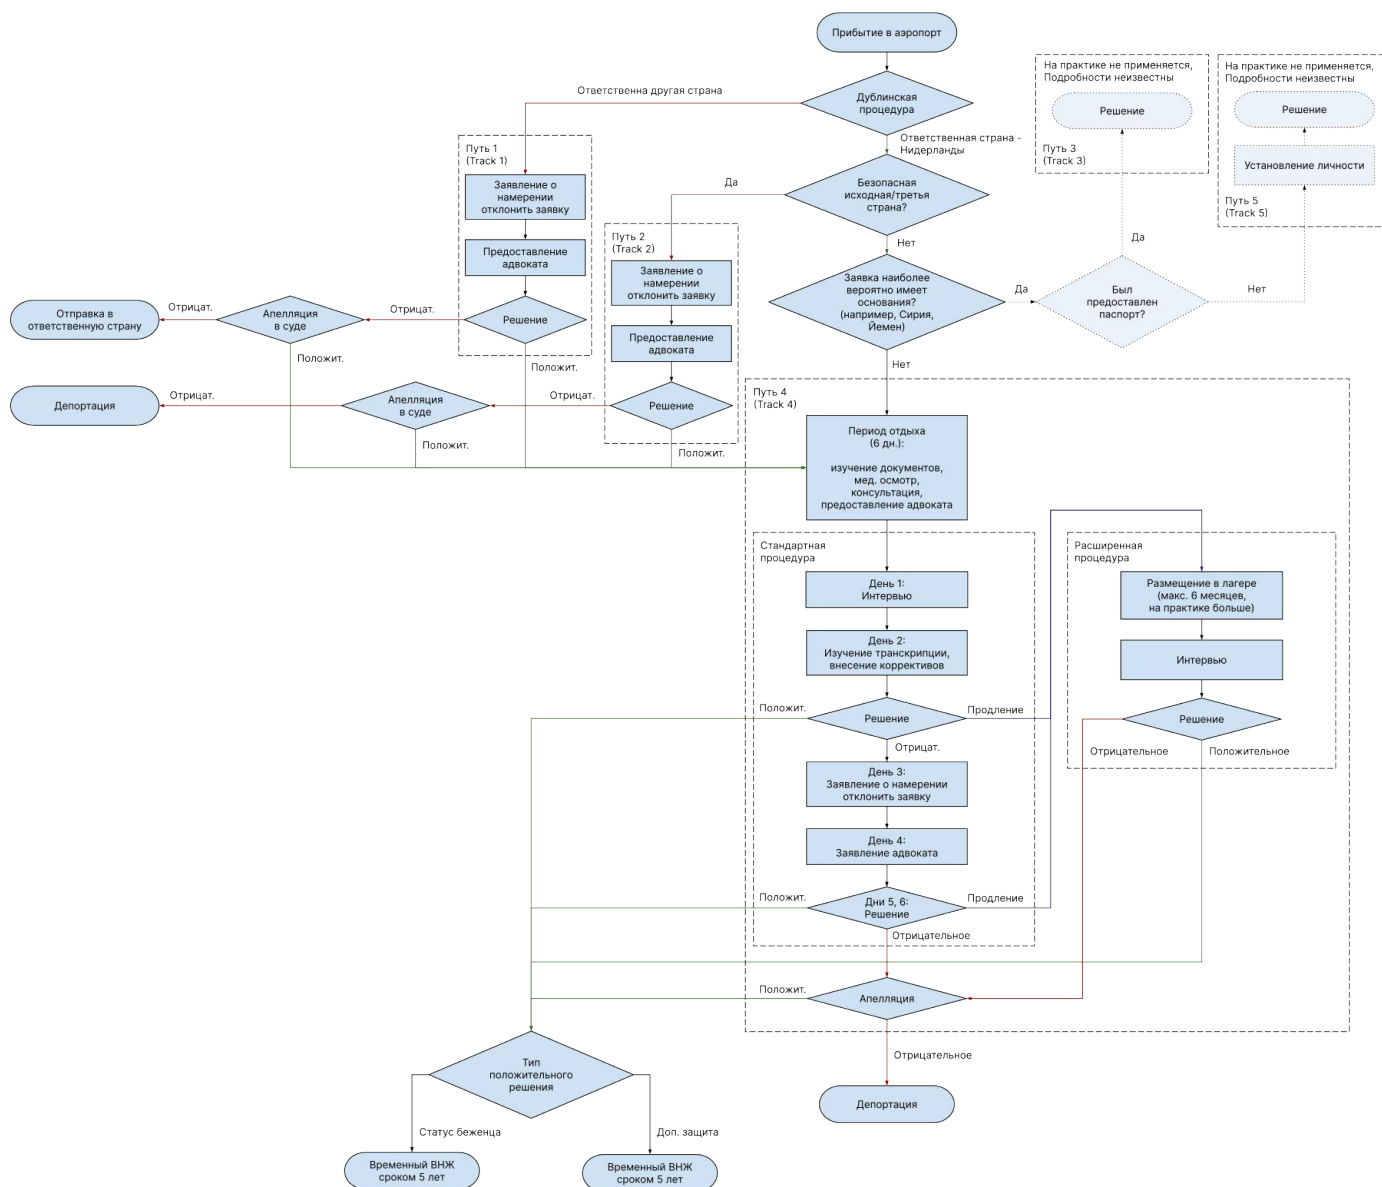 Прибытие в аэропорт
Дублинская
процедура
Ответственна другая страна
Ответственная страна -
Нидерланды
На практике не применяется,
Подробности неизвестны
Решение
Путь 3
(Track 3)
На практике не применяется,
Подробности неизвестны
Решение
Установление личности
Путь 5
(Track 5)
Путь 1
(Track 1)
Заявление о
намерении
отклонить заявку
Предоставление
адвоката
Решение
Да
Безопасная
исходная/третья
страна?
Нет
Путь 2
(Track 2)
Заявление о
намерении
отклонить заявку
Предоставление
адвоката
Решение
Заявка наиболее
вероятно имеет
основания?
(например, Сирия,
Йемен)
Да
Был
предоставлен
паспорт?
Да
Нет
Нет
Отправка в
ответственную страну
Отрицат.
Апелляция
в суде
Отрицат.
Положит.
Положит.
Депортация
Отрицат.
Апелляция
в суде
Отрицат.
Положит.
Положит.
Путь 4
(Track 4)
Период отдыха
(6 дн.):
изучение документов,
мед. осмотр,
консультация,
предоставление адвоката
Стандартная
процедура
День 1:
Интервью
День 2:
Изучение транскрипции,
внесение коррективов
Положит.
Решение
Продление
Отрицат.
День 3:
Заявление о намерении
отклонить заявку
День 4:
Заявление адвоката
Положит.
Дни 5, 6:
Решение
Продление
Отрицательное
Расширенная
процедура
Размещение в лагере
(макс. 6 месяцев,
на практике больше)
Интервью
Решение
Отрицательное
Положительное
Положит.
Апелляция
Отрицательное
Депортация
Тип
положительного
решения
Статус беженца
Доп. защита
Временный ВНЖ
сроком 5 лет
Временный ВНЖ
сроком 5 лет